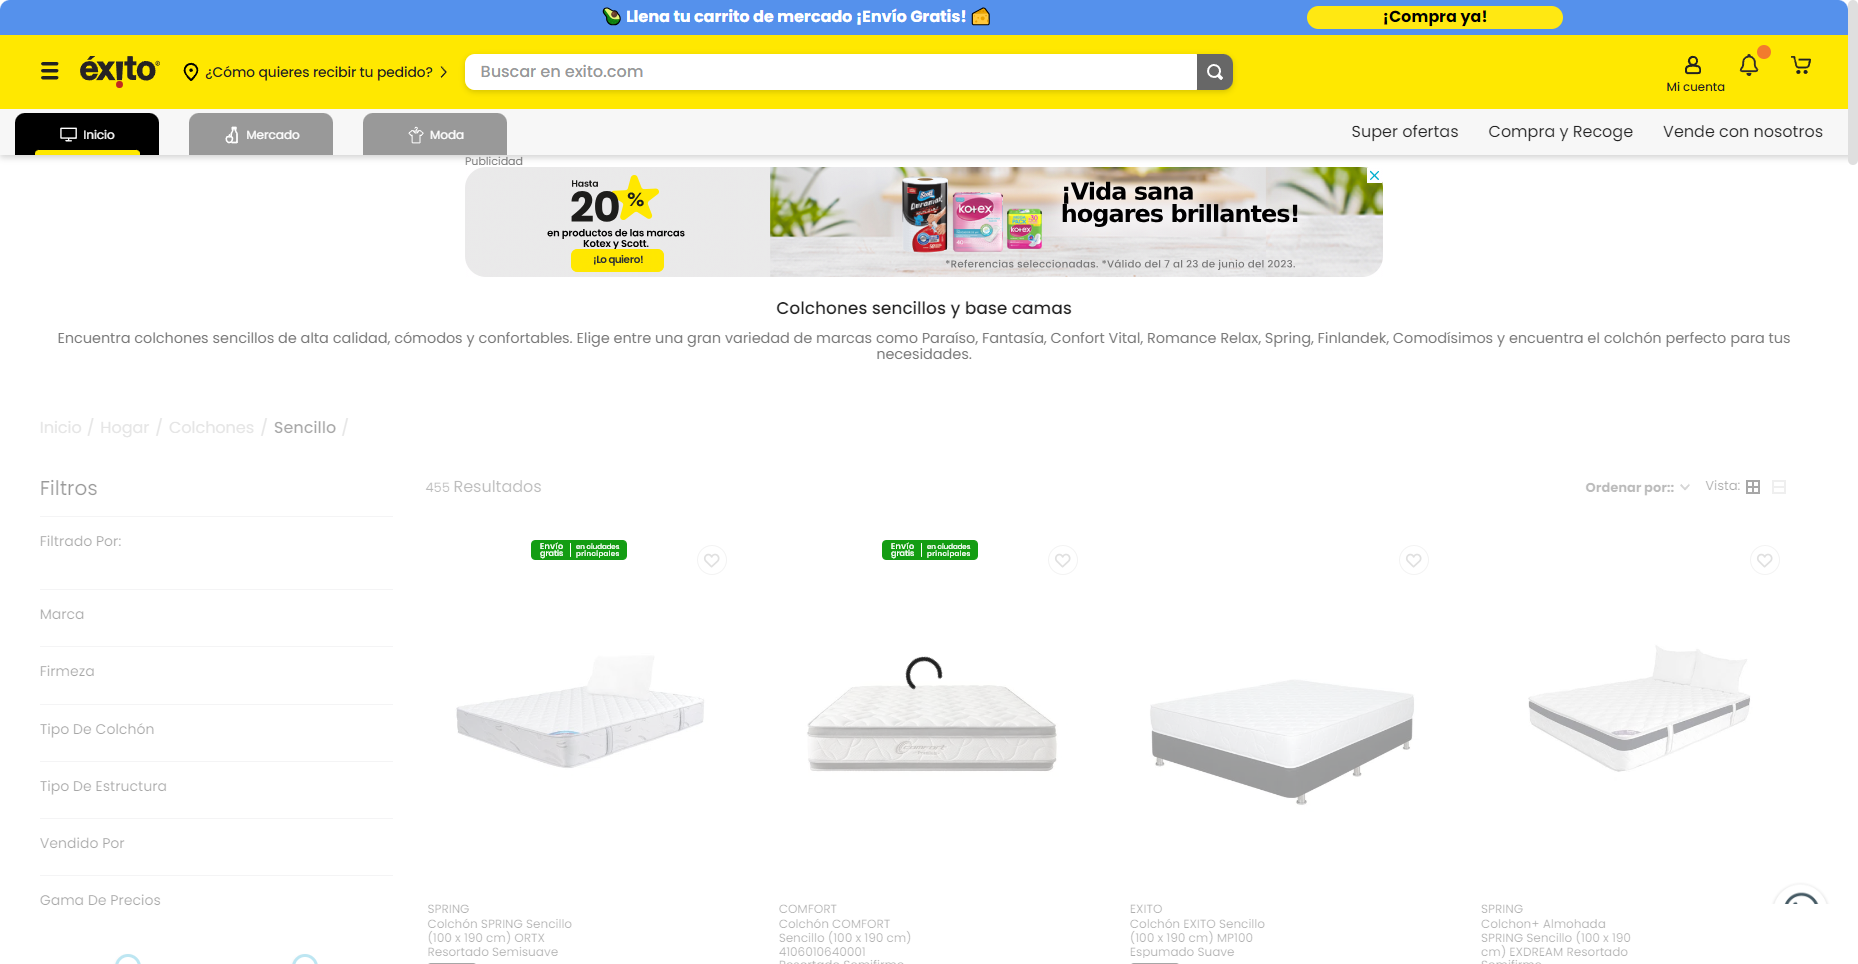 Llena tu carrito de mercado ¡Envío Gratis!
¡Compra ya!
éxito
¿Cómo quieres recibir tu pedido?
Buscar en exito.com
Mi cuenta
Inicio
Mercado
Moda
Super ofertas
Compra y Recoge
Vende con nosotros
Publicidad
Hasta
20%
en productos de las marcas
Kotex y Scott.
¡Lo quiero!
Scott
kotex
kotex
¡Vida sana
hogares brillantes!
*Referencias seleccionadas. *Válido del 7 al 23 de junio del 2023.
Colchones sencillos y base camas
Encuentra colchones sencillos de alta calidad, cómodos y confortables. Elige entre una gran variedad de marcas como Paraíso, Fantasía, Confort Vital, Romance Relax, Spring, Finlandek, Comodísimos y encuentra el colchón perfecto para tus
necesidades.
Inicio / Hogar / Colchones / Sencillo /
Filtros
455 Resultados
Ordenar por::
Vista:
Filtrado Por:
Marca
Firmeza
Tipo De Colchón
Tipo De Estructura
Vendido Por
Gama De Precios
Envío gratis | en ciudades principales
Envío gratis | en ciudades principales
SPRING
Colchón SPRING Sencillo
(100 x 190 cm) ORTX
Resortado Semisuave
COMFORT
Colchón COMFORT
Sencillo (100 x 190 cm)
4106010640001
Resortado Semifirme
EXITO
Colchón EXITO Sencillo
(100 x 190 cm) MP100
Espumado Suave
SPRING
Colchon+ Almohada
SPRING Sencillo (100 x 190
cm) EXDREAM Resortado
Semifirme